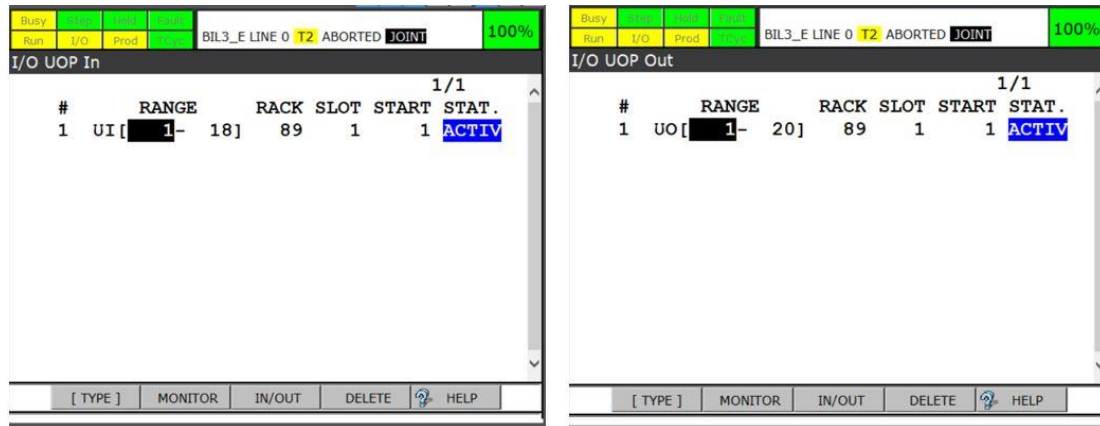 Busy Step Hold Fault
Run I/O Prod TCyc
BIL3_E LINE 0 T2 ABORTED JOINT
100%
I/O UOP In
1/1
# RANGE RACK SLOT START STAT.
1 UI[ 1- 18] 89 1 1 ACTIV
[ TYPE ] MONITOR IN/OUT DELETE HELP
Busy Step Hold Fault
Run I/O Prod TCyc
BIL3_E LINE 0 T2 ABORTED JOINT
100%
I/O UOP Out
1/1
# RANGE RACK SLOT START STAT.
1 UO[ 1- 20] 89 1 1 ACTIV
[ TYPE ] MONITOR IN/OUT DELETE HELP